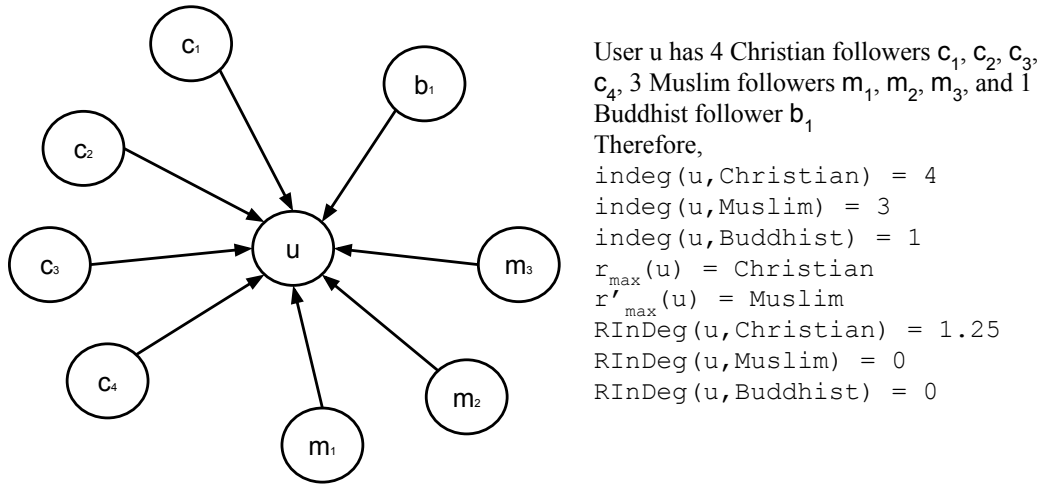 c₁
b₁
c₂
u
c₃
m₃
c₄
m₂
m₁
User u has 4 Christian followers c₁, c₂, c₃,
c₄, 3 Muslim followers m₁, m₂, m₃, and 1
Buddhist follower b₁
Therefore,
indeg(u,Christian) = 4
indeg(u,Muslim) = 3
indeg(u,Buddhist) = 1
r_max(u) = Christian
r'_max(u) = Muslim
RInDeg(u,Christian) = 1.25
RInDeg(u,Muslim) = 0
RInDeg(u,Buddhist) = 0